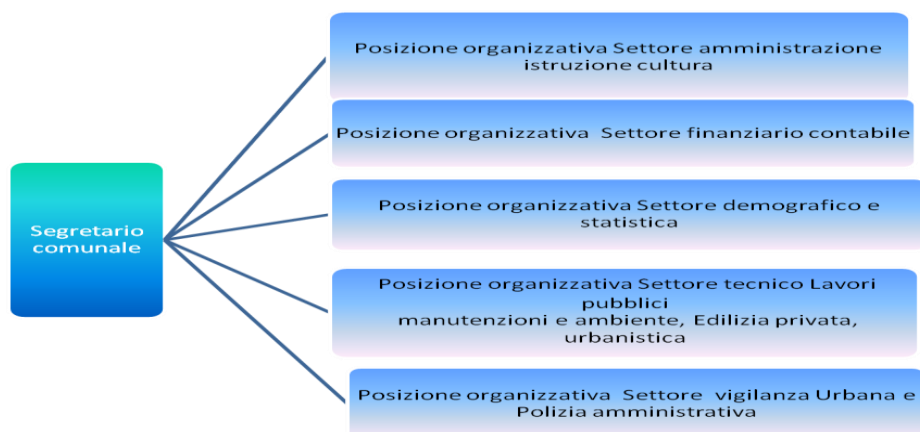 Posizione organizzativa Settore amministrazione
istruzione cultura
Posizione organizzativa Settore finanziario contabile
Segretario
comunale
Posizione organizzativa Settore demografico e
statistica
Posizione organizzativa Settore tecnico Lavori
pubblici
manutenzioni e ambiente, Edilizia privata,
urbanistica
Posizione organizzativa Settore vigilanza Urbana e
Polizia amministrativa